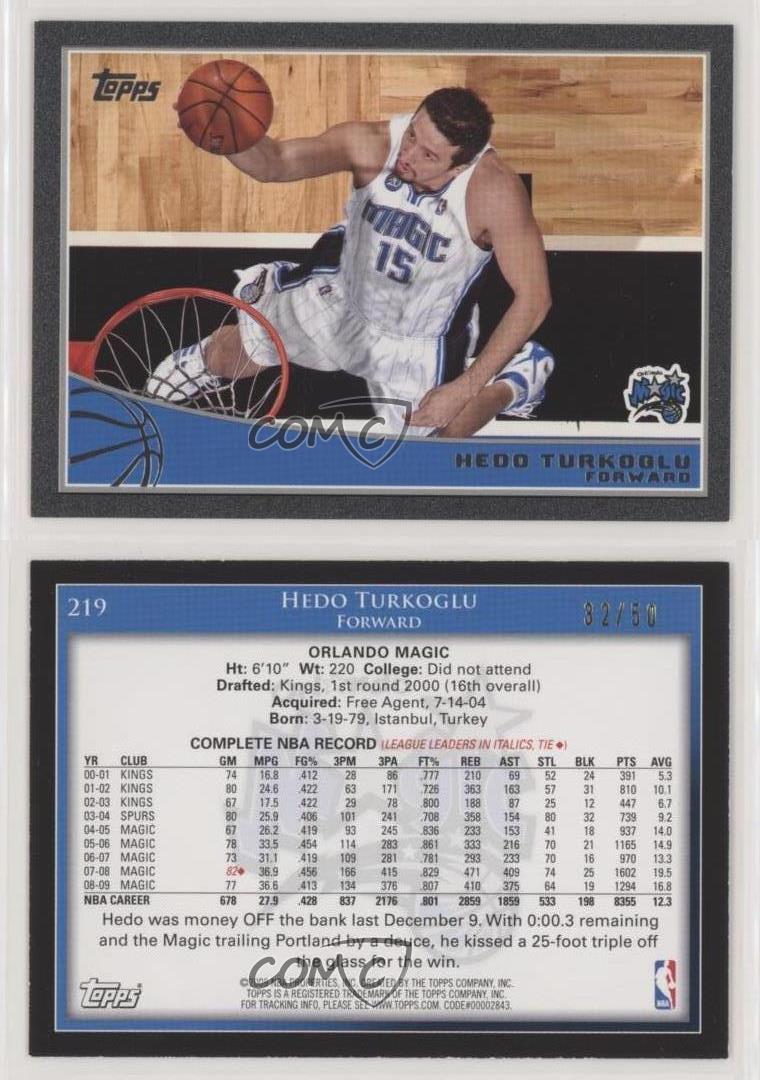 Topps
MAGIC
15
Orlando
MAGIC
COMC
HEDO TURKOGLU
FORWARD
219
HEDO TURKOGLU
FORWARD
32/50
ORLANDO MAGIC
Ht: 6'10" Wt: 220 College: Did not attend
Drafted: Kings, 1st round 2000 (16th overall)
Acquired: Free Agent, 7-14-04
Born: 3-19-79, Istanbul, Turkey
COMPLETE NBA RECORD (LEAGUE LEADERS IN ITALICS, TIE ◆)
YR CLUB GM MPG FG% 3PM 3PA FT% REB AST STL BLK PTS AVG
00-01 KINGS 74 16.8 .412 28 86 .777 210 69 52 24 391 5.3
01-02 KINGS 80 24.6 .422 63 171 .726 363 163 57 31 810 10.1
02-03 KINGS 67 17.5 .422 29 78 .800 188 87 25 12 447 6.7
03-04 SPURS 80 25.9 .406 101 241 .708 358 154 80 32 739 9.2
04-05 MAGIC 67 26.2 .419 93 245 .836 233 153 41 18 937 14.0
05-06 MAGIC 78 33.5 .454 114 283 .861 333 216 70 21 1165 14.9
06-07 MAGIC 73 31.1 .419 109 281 .781 293 233 70 16 970 13.3
07-08 MAGIC 82◆ 36.9 .456 166 415 .829 471 409 74 25 1602 19.5
08-09 MAGIC 77 36.6 .413 134 376 .807 410 375 64 19 1294 16.8
NBA CAREER 678 27.9 .428 837 2176 .801 2859 1859 533 198 8355 12.3
Hedo was money OFF the bank last December 9. With 0:00.3 remaining
and the Magic trailing Portland by a deuce, he kissed a 25-foot triple off
the glass for the win.
COMC
© 2009 NBA PROPERTIES, INC. CREATED BY THE TOPPS COMPANY, INC.
TOPPS IS A REGISTERED TRADEMARK OF THE TOPPS COMPANY, INC.
FOR TRACKING INFO, PLEASE SEE WWW.TOPPS.COM. CODE#00002843.
Topps
NBA